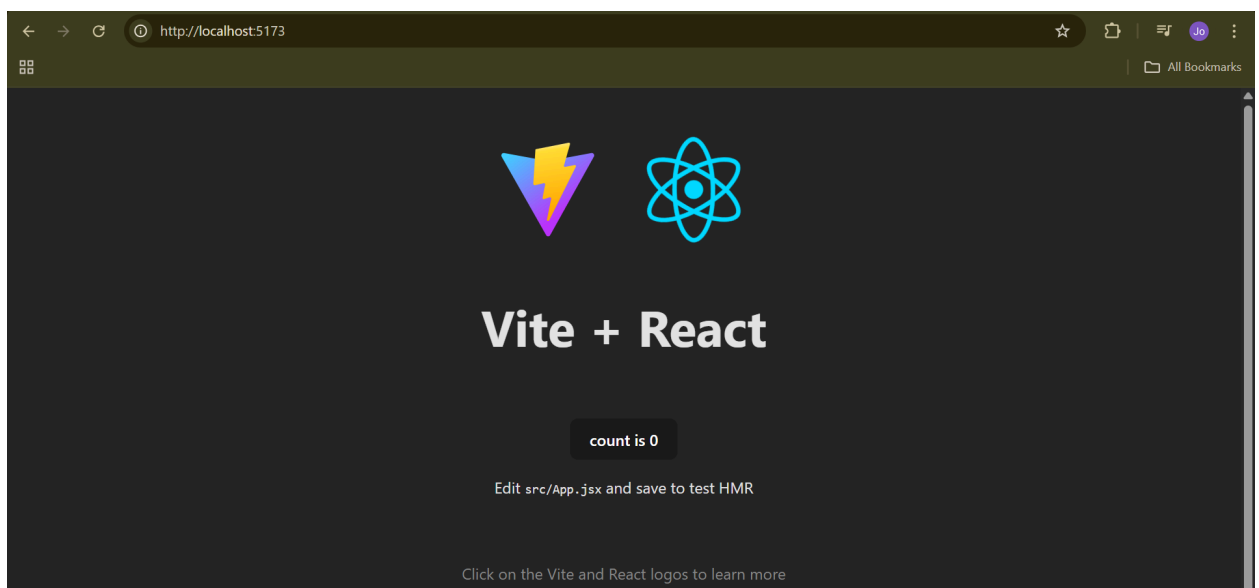 http://localhost:5173
Jo
All Bookmarks
Vite + React
count is 0
Edit src/App.jsx and save to test HMR
Click on the Vite and React logos to learn more